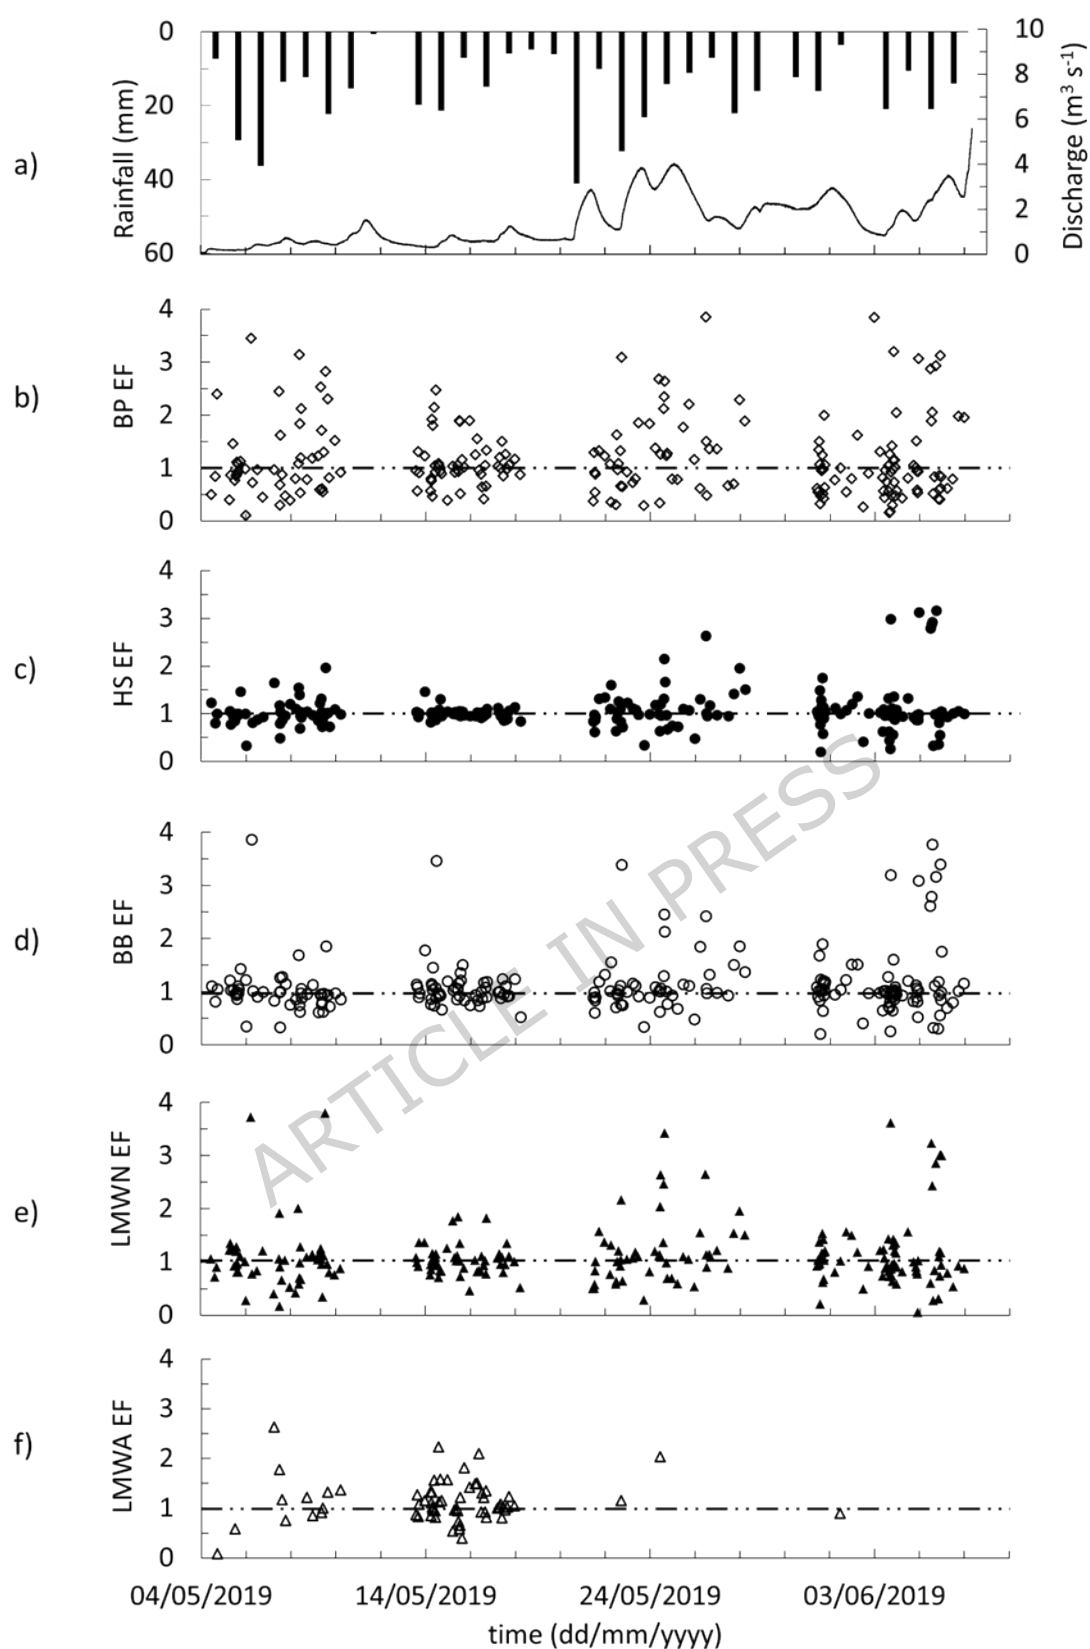 a)
Rainfall (mm)
0
20
40
60
10
8
6
4
2
0
Discharge (m³ s⁻¹)
b)
BP EF
4
3
2
1
0
c)
HS EF
4
3
2
1
0
d)
BB EF
4
3
2
1
0
e)
LMWN EF
4
3
2
1
0
f)
LMWA EF
4
3
2
1
0
04/05/2019 14/05/2019 24/05/2019 03/06/2019
time (dd/mm/yyyy)
ARTICLE IN PRESS